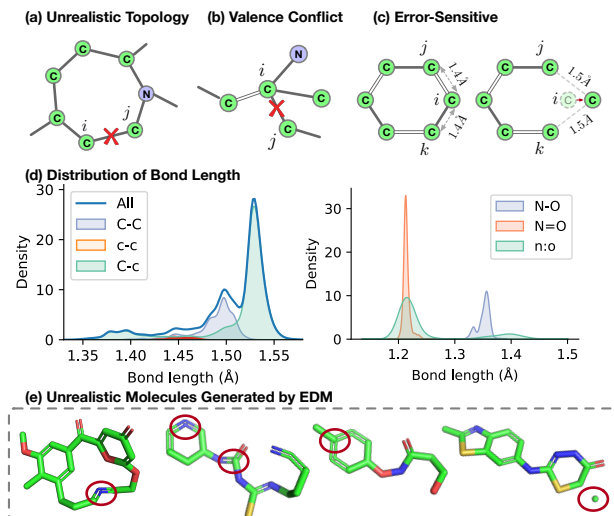 (a) Unrealistic Topology
(b) Valence Conflict
(c) Error-Sensitive
C
C
C
C
N
C
C
i
j
N
i
C
C
C
C
j
C
j
C
C
i
C
C
C
k
1.4Å
1.4Å
j
C
C
C
i
C
C
C
C
k
1.5Å
1.5Å
(d) Distribution of Bond Length
All
C-C
c-c
C-c
Density
30
20
10
0
1.35
1.40
1.45
1.50
1.55
Bond length (Å)
N-O
N=O
n:o
Density
30
20
10
0
1.2
1.3
1.4
1.5
Bond length (Å)
(e) Unrealistic Molecules Generated by EDM